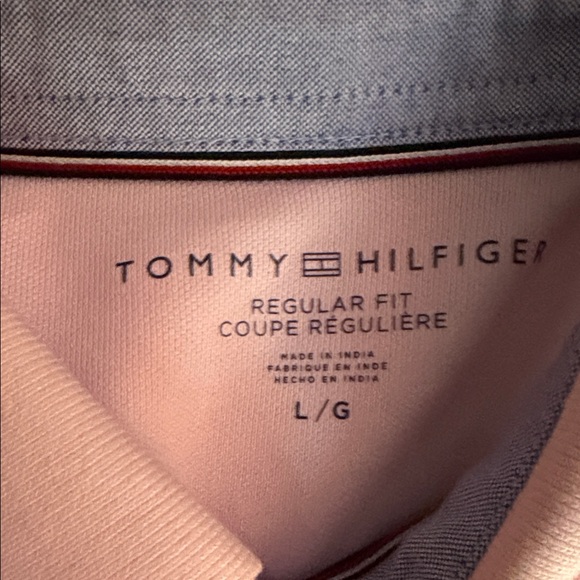 TOMMY HILFIGER
REGULAR FIT
COUPE RÉGULIÈRE
MADE IN INDIA
FABRIQUÉ EN INDE
HECHO EN INDIA
L/G